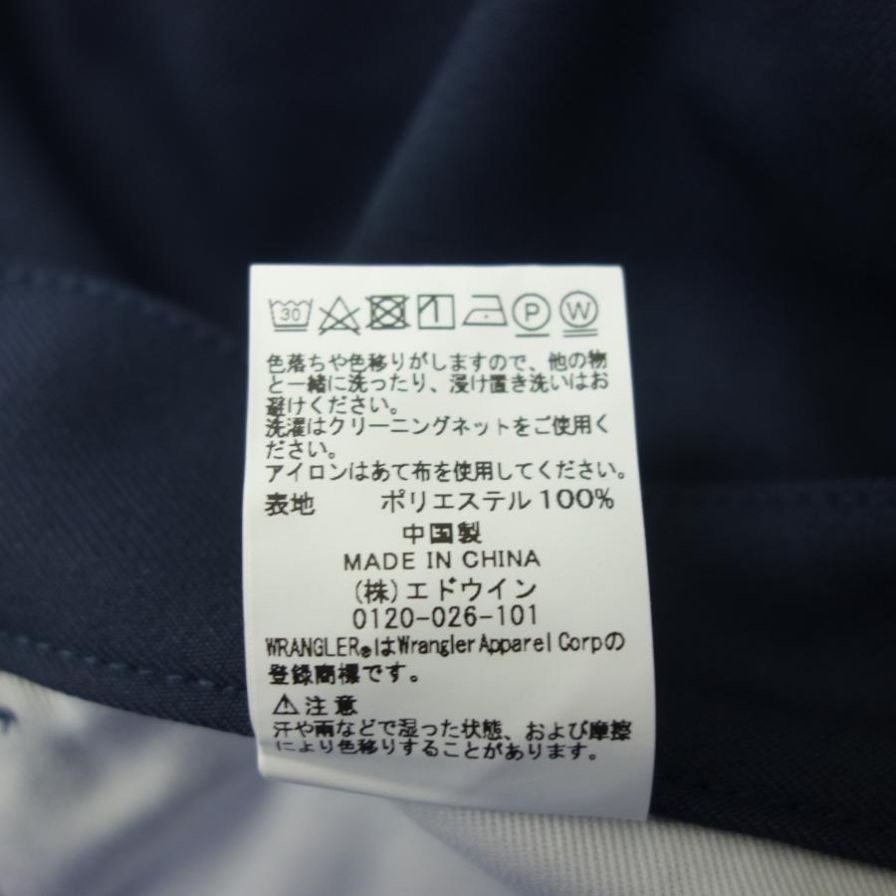 30 P W
色落ちや色移りがしますので、他の物
と一緒に洗ったり、浸け置き洗いはお
避けください。
洗濯はクリーニングネットをご使用く
ださい。
アイロンはあて布を使用してください。
表地 ポリエステル 100%
中国製
MADE IN CHINA
(株)エドウイン
0120-026-101
WRANGLER®はWrangler Apparel Corpの
登録商標です。
⚠注意
汗や雨などで湿った状態、および摩擦
により色移りすることがあります。